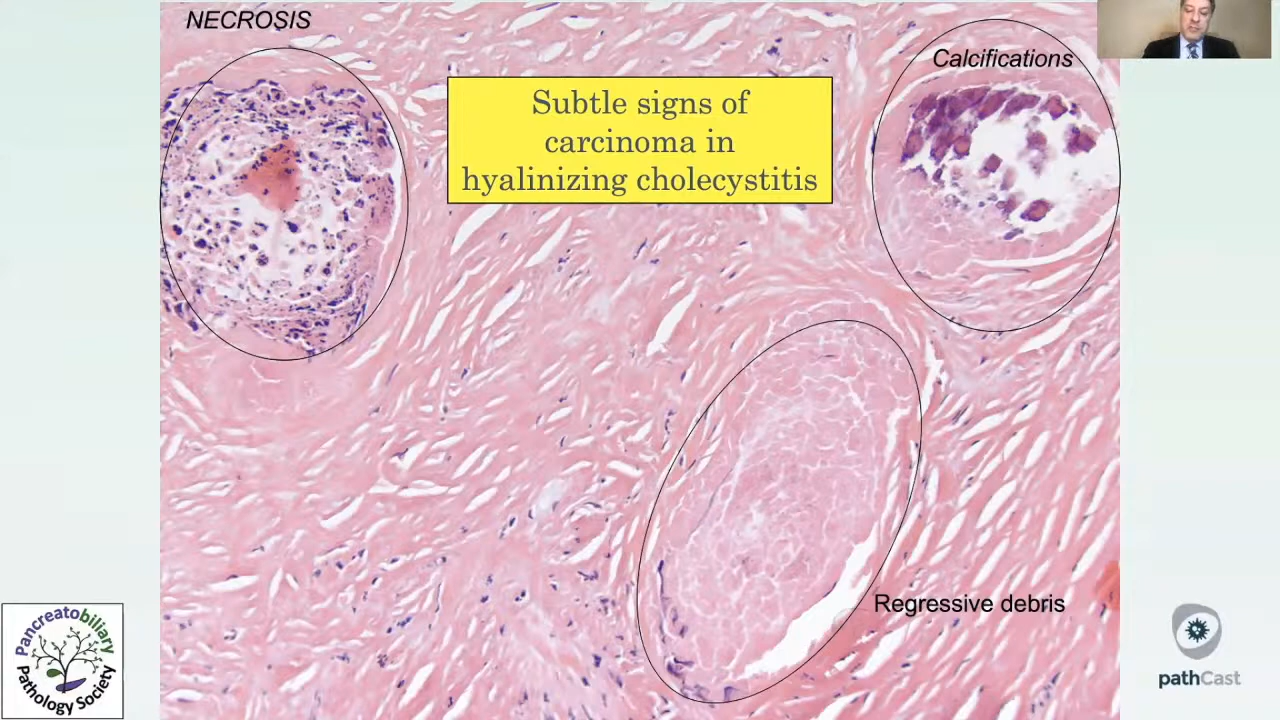 NECROSIS
Calcifications
Subtle signs of
carcinoma in
hyalinizing cholecystitis
Regressive debris
Pancreatobiliary
Pathology Society
pathCast